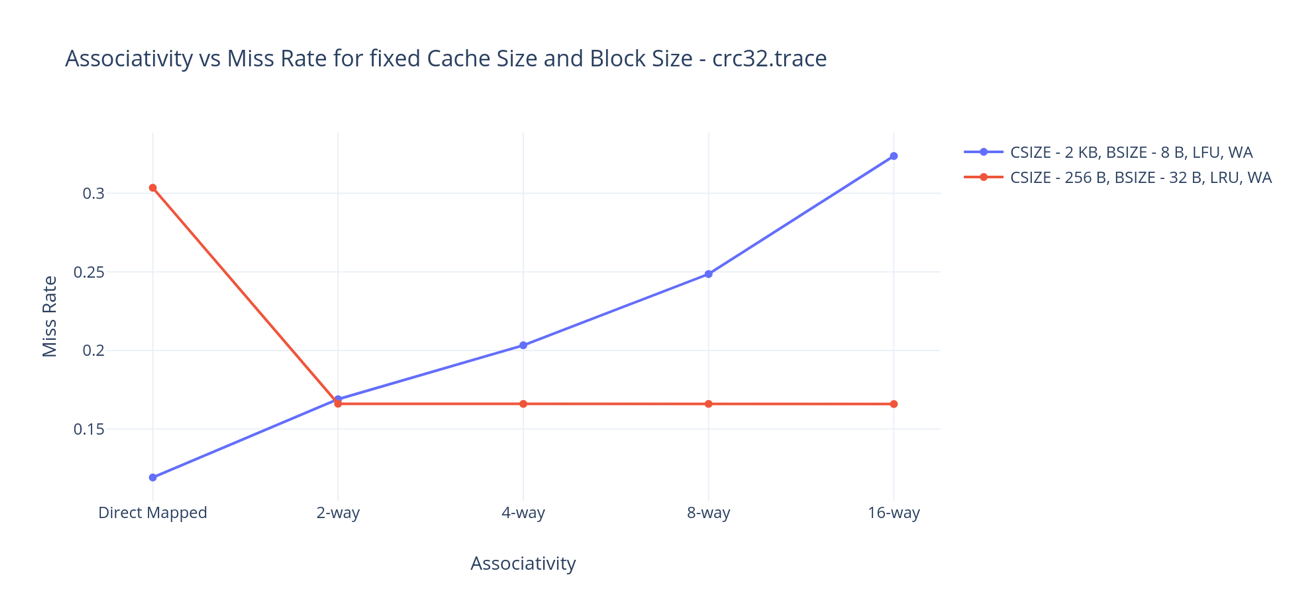 Associativity vs Miss Rate for fixed Cache Size and Block Size - crc32.trace
CSIZE - 2 KB, BSIZE - 8 B, LFU, WA
CSIZE - 256 B, BSIZE - 32 B, LRU, WA
0.3
0.25
0.2
0.15
Miss Rate
Direct Mapped
2-way
4-way
8-way
16-way
Associativity